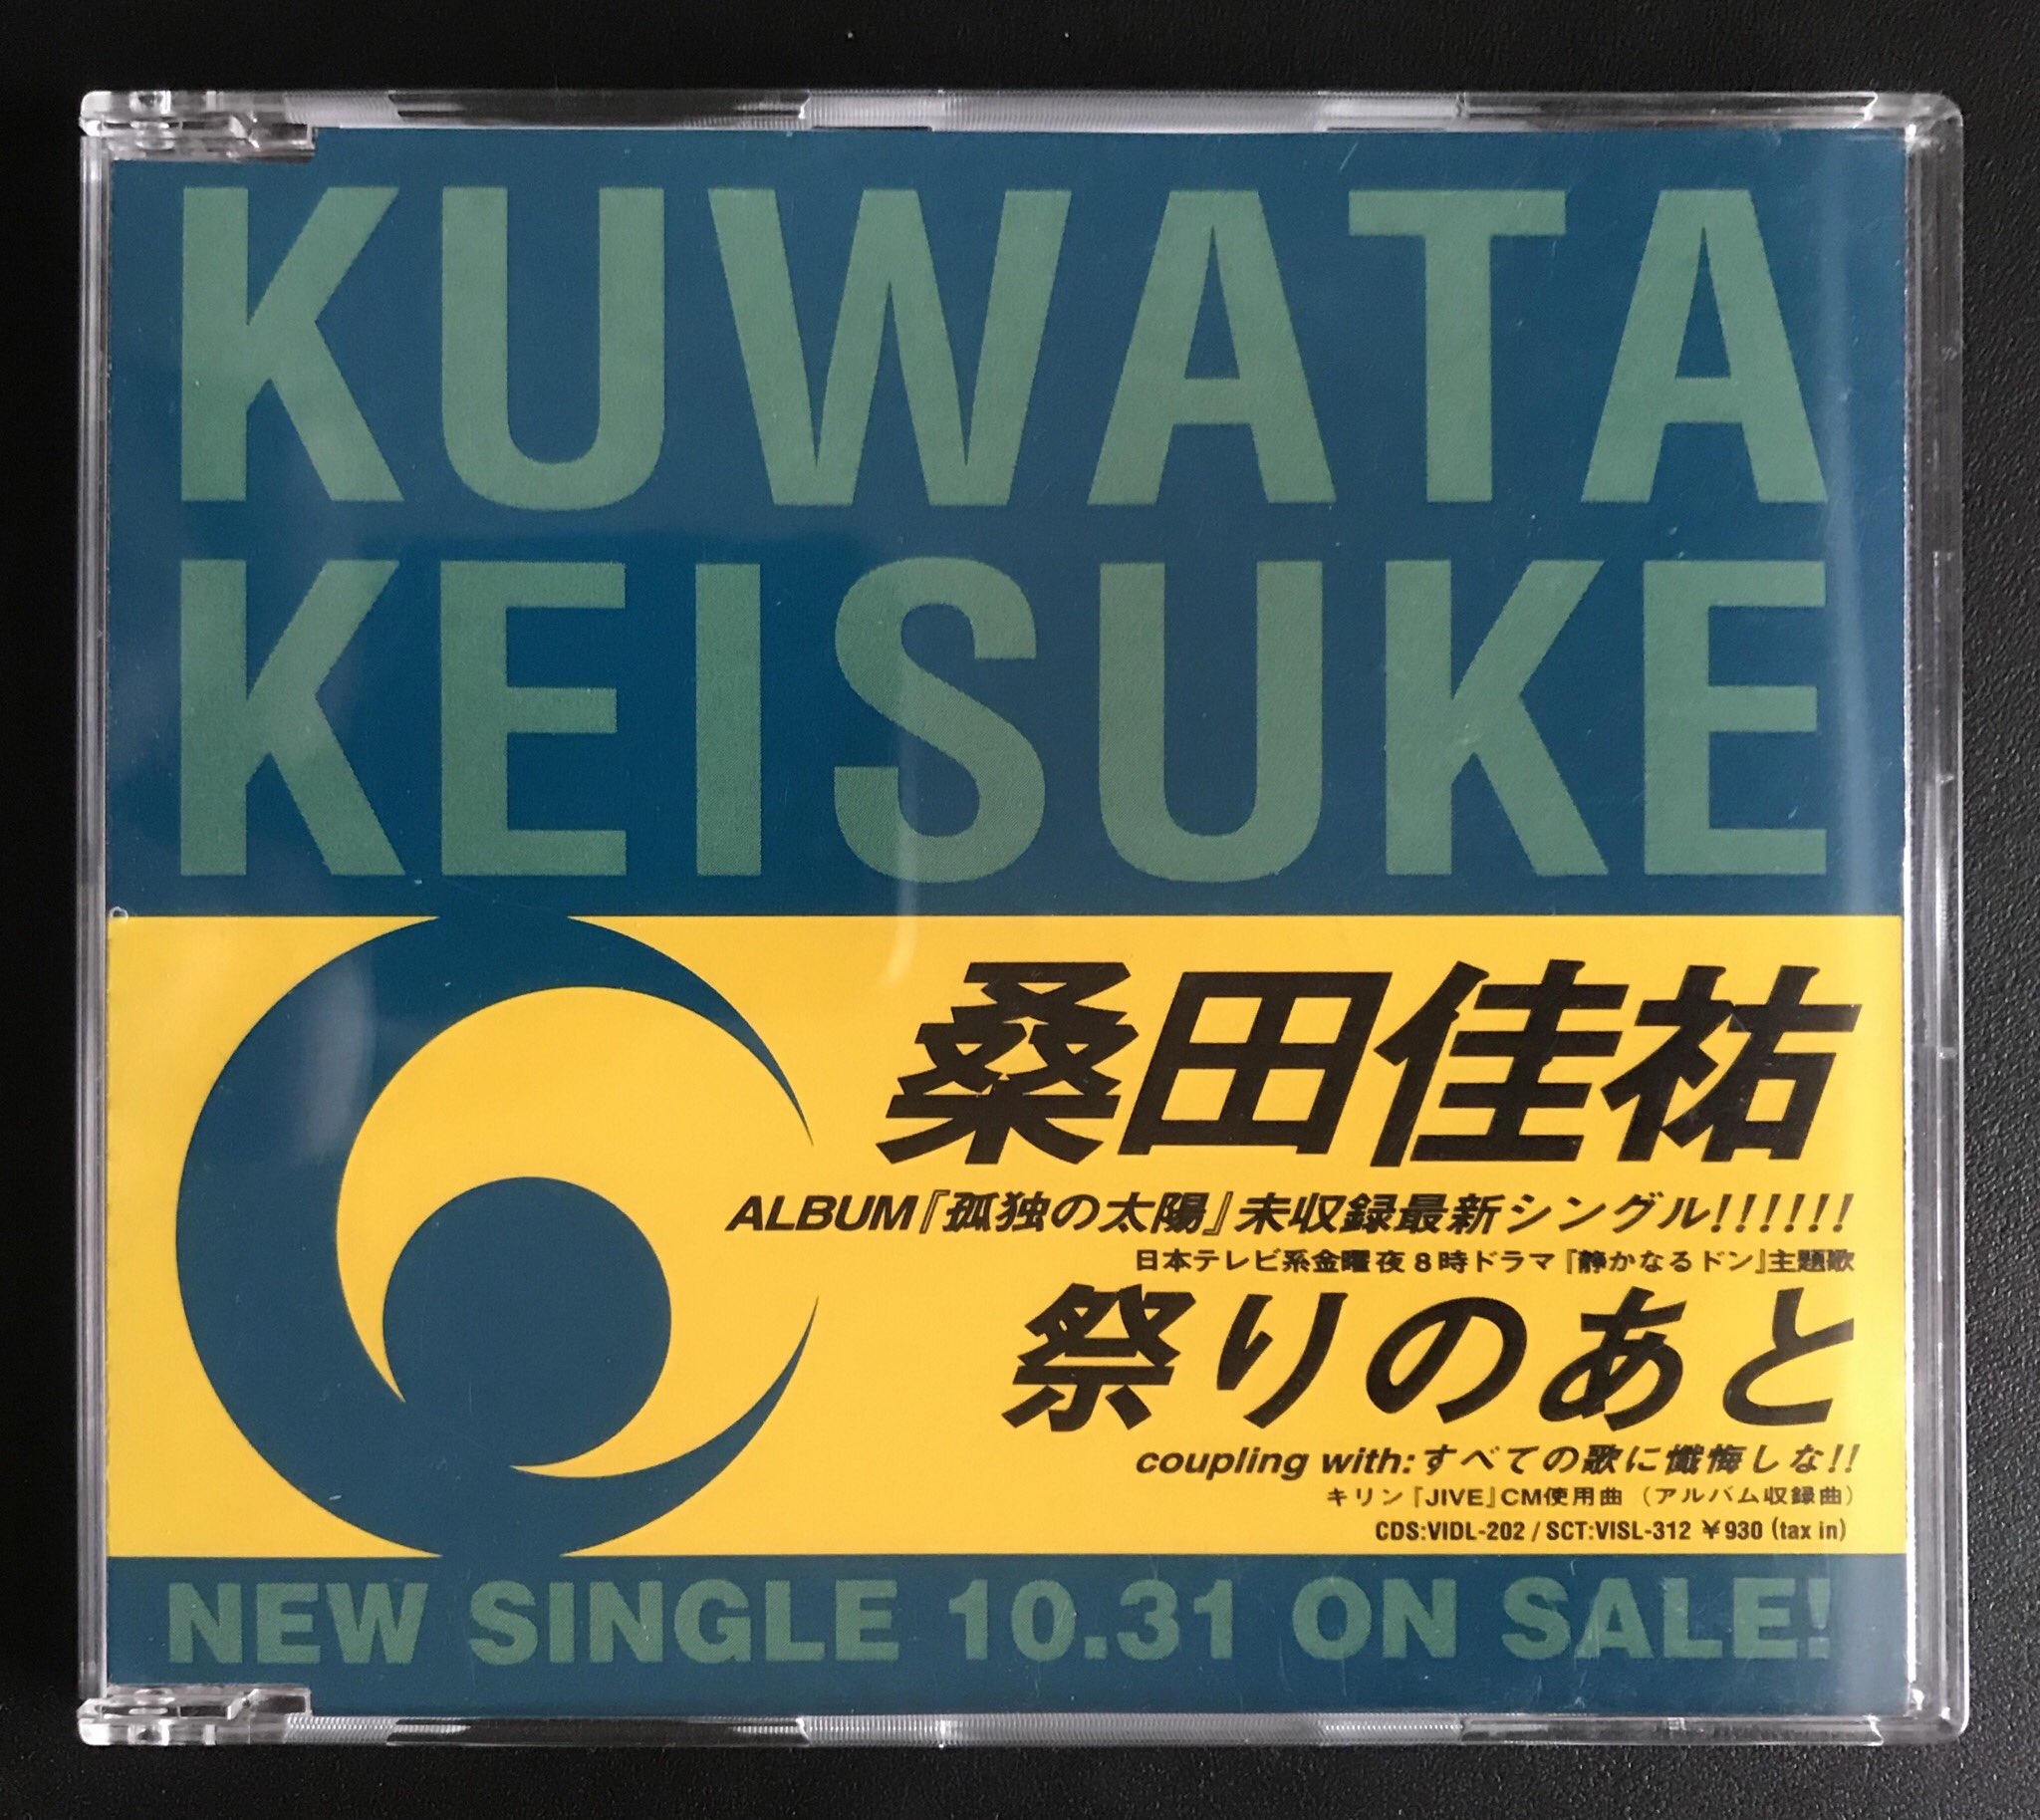 KUWATA
KEISUKE
桑田佳祐
ALBUM『孤独の太陽』未収録最新シングル!!!!!!
日本テレビ系金曜夜8時ドラマ『静かなるドン』主題歌
祭りのあと
coupling with:すべての歌に懺悔しな!!
キリン『JIVE』CM使用曲(アルバム収録曲)
CDS:VIDL-202 / SCT:VISL-312 ¥930 (tax in)
NEW SINGLE 10.31 ON SALE!